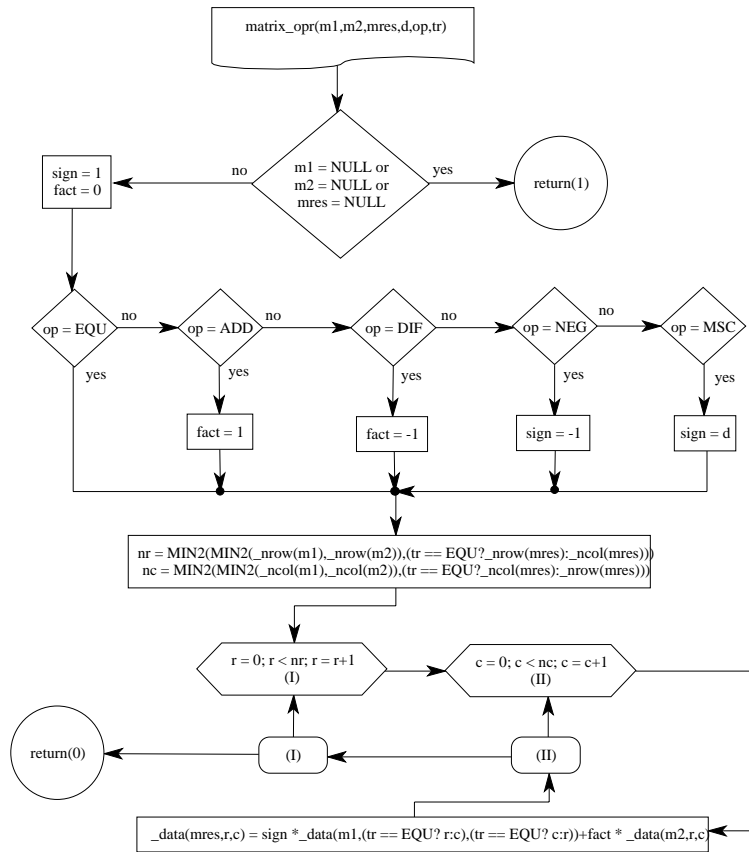 matrix_opr(m1,m2,mres,d,op,tr)
m1 = NULL or
m2 = NULL or
mres = NULL
no
yes
return(1)
sign = 1
fact = 0
op = EQU
no
op = ADD
no
op = DIF
no
op = NEG
no
op = MSC
yes
yes
yes
yes
yes
fact = 1
fact = -1
sign = -1
sign = d
nr = MIN2(MIN2(_nrow(m1),_nrow(m2)),(tr == EQU?_nrow(mres):_ncol(mres)))
nc = MIN2(MIN2(_ncol(m1),_ncol(m2)),(tr == EQU?_ncol(mres):_nrow(mres)))
r = 0; r < nr; r = r+1
(I)
c = 0; c < nc; c = c+1
(II)
return(0)
(I)
(II)
_data(mres,r,c) = sign *_data(m1,(tr == EQU? r:c),(tr == EQU? c:r))+fact * _data(m2,r,c)